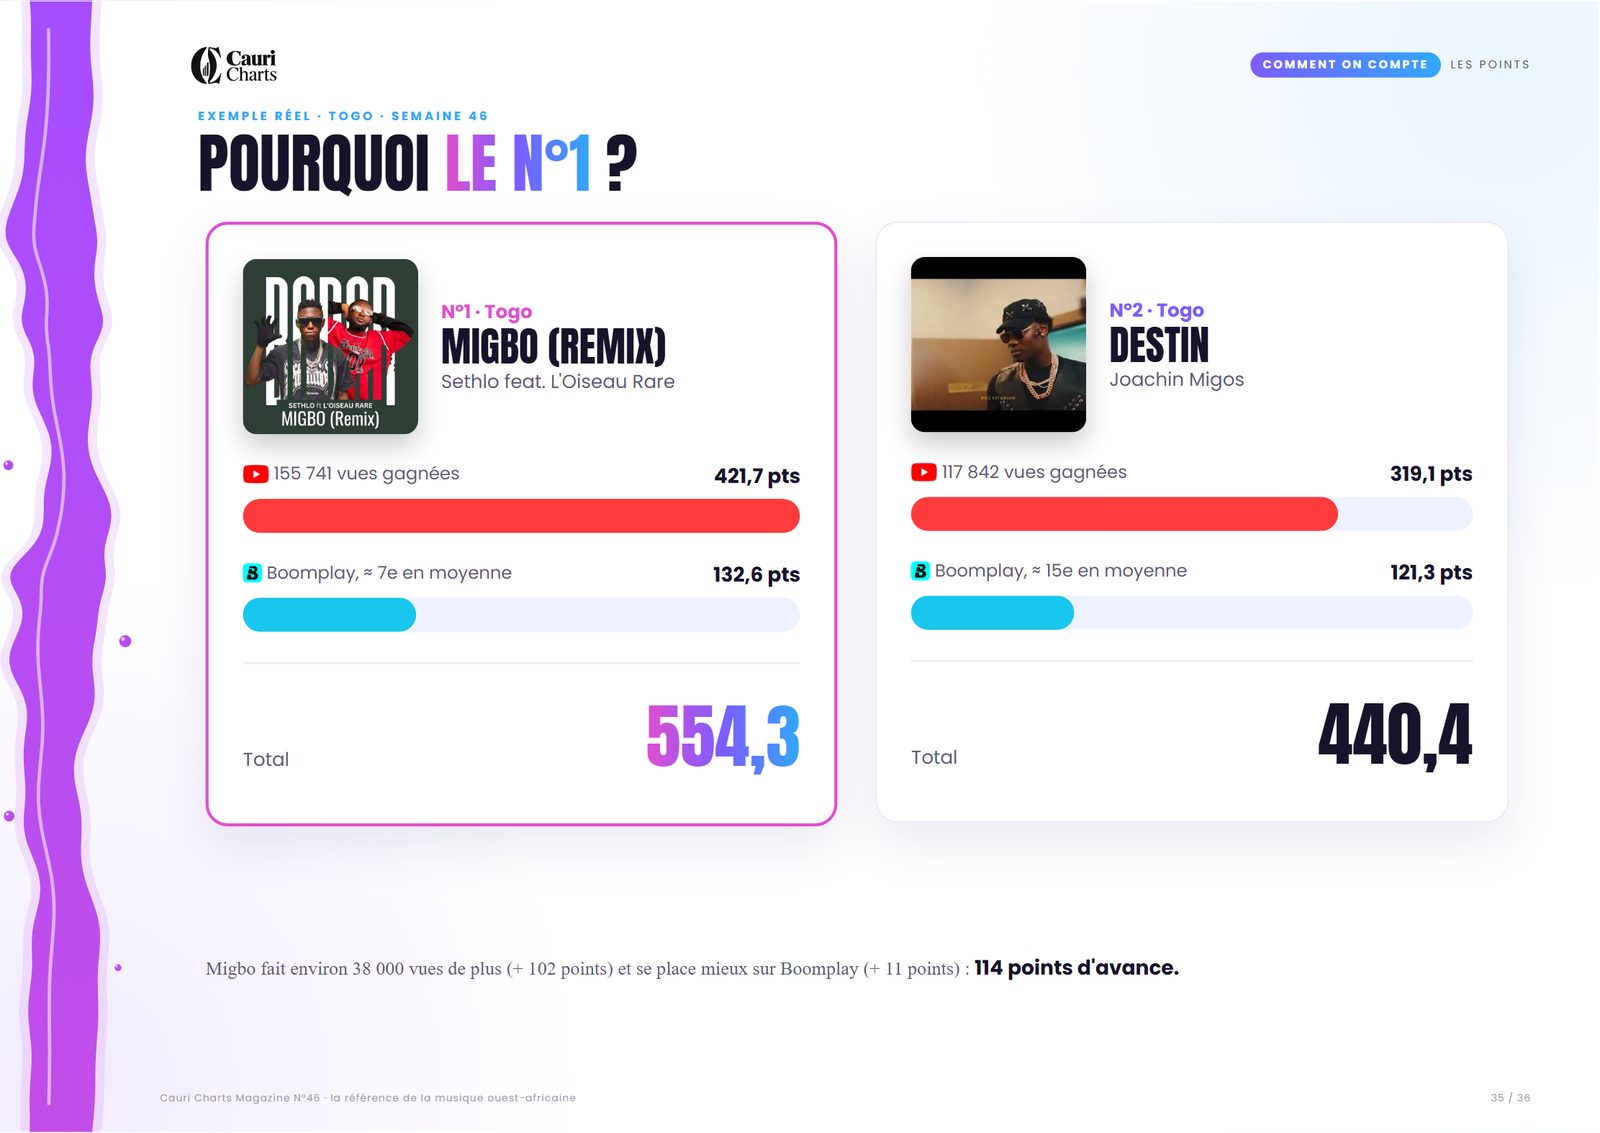 Cauri
Charts
COMMENT ON COMPTE LES POINTS
EXEMPLE RÉEL · TOGO · SEMAINE 46
POURQUOI LE N°1 ?
SETHLO ft L'OISEAU RARE
MIGBO (Remix)
N°1 · Togo
MIGBO (REMIX)
Sethlo feat. L'Oiseau Rare
155 741 vues gagnées 421,7 pts
Boomplay, ≈ 7e en moyenne 132,6 pts
Total 554,3
N°2 · Togo
DESTIN
Joachin Migos
117 842 vues gagnées 319,1 pts
Boomplay, ≈ 15e en moyenne 121,3 pts
Total 440,4
Migbo fait environ 38 000 vues de plus (+ 102 points) et se place mieux sur Boomplay (+ 11 points) : 114 points d'avance.
Cauri Charts Magazine N°46 · la référence de la musique ouest-africaine 35 / 36